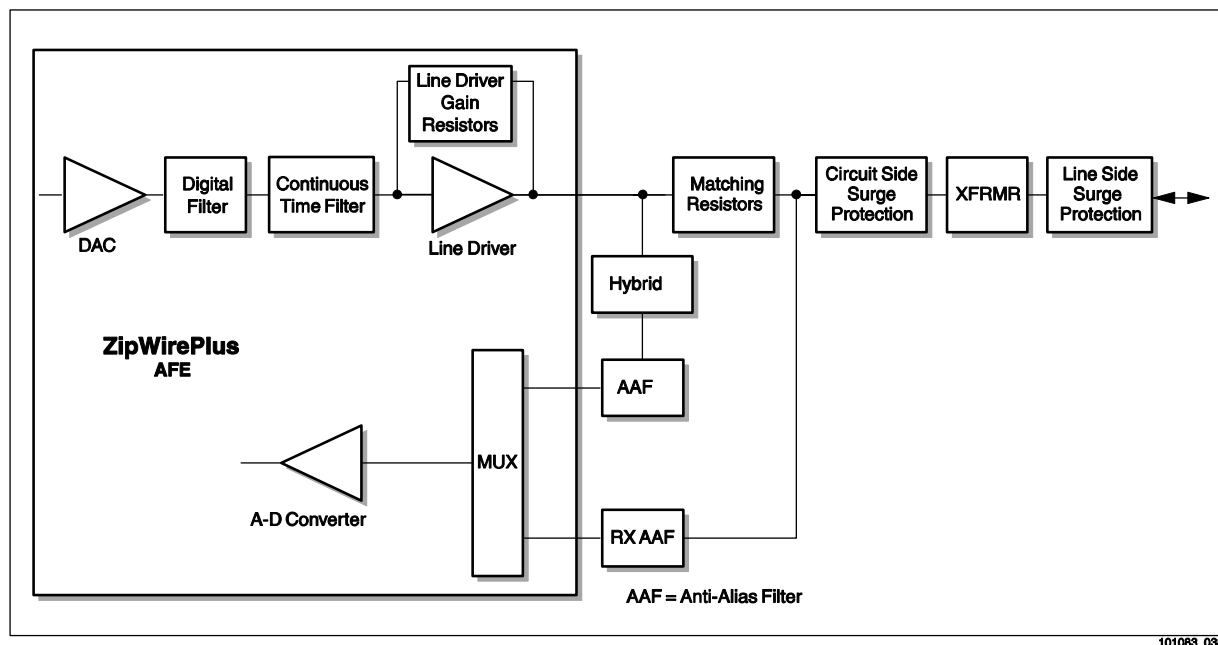 Line Driver
Gain
Resistors
Digital
Filter
Continuous
Time Filter
Matching
Resistors
Circuit Side
Surge
Protection
XFRMR
Line Side
Surge
Protection
DAC
Line Driver
Hybrid
ZipWirePlus
AFE
AAF
MUX
A-D Converter
RX AAF
AAF = Anti-Alias Filter